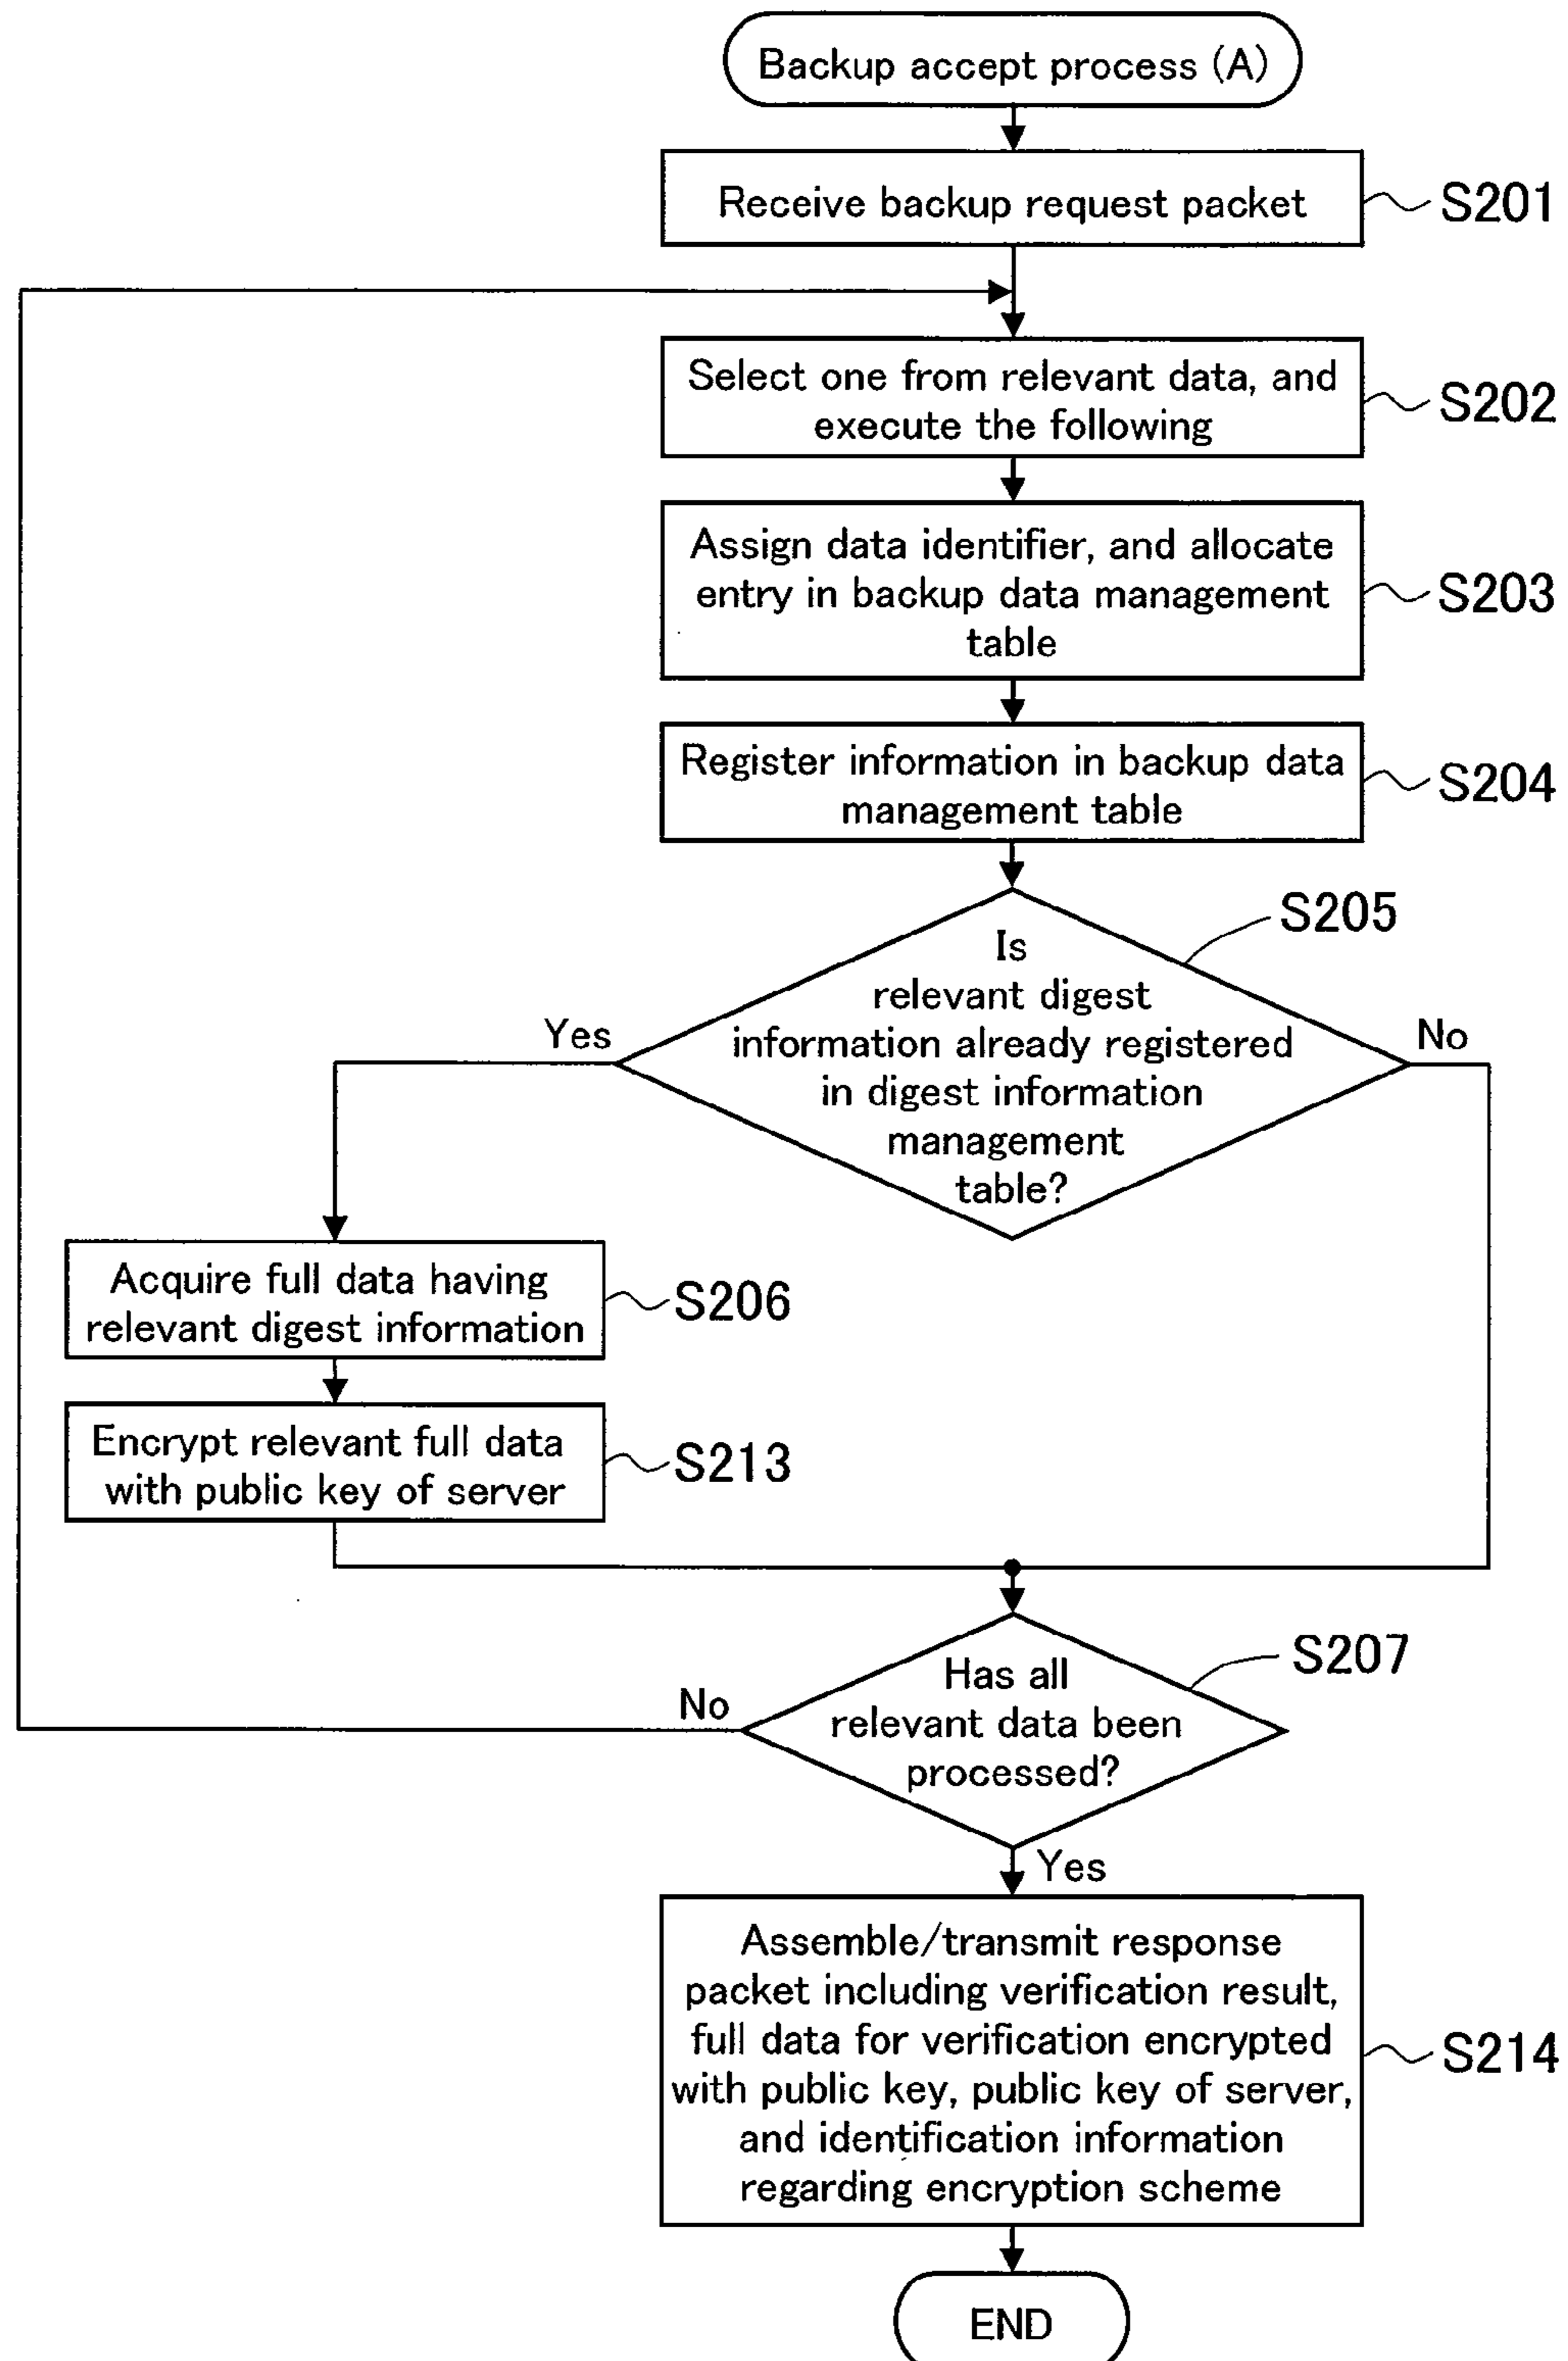 Backup accept process (A)
Receive backup request packet
S201
Select one from relevant data, and
execute the following
S202
Assign data identifier, and allocate
entry in backup data management
table
S203
Register information in backup data
management table
S204
S205
Is
relevant digest
information already registered
in digest information
management
table?
Yes
No
Acquire full data having
relevant digest information
S206
Encrypt relevant full data
with public key of server
S213
S207
Has all
relevant data been
processed?
No
Yes
Assemble/transmit response
packet including verification result,
full data for verification encrypted
with public key, public key of server,
and identification information
regarding encryption scheme
S214
END